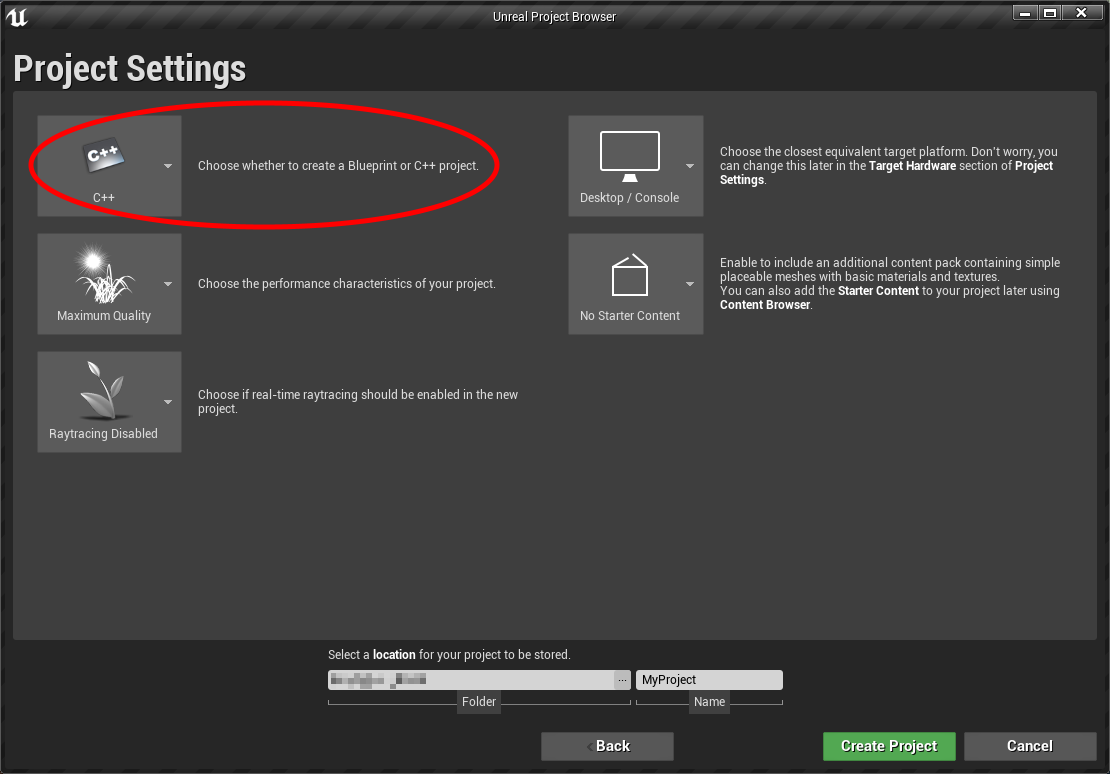 Unreal Project Browser
Project Settings
C++
C++
Choose whether to create a Blueprint or C++ project.
Desktop / Console
Choose the closest equivalent target platform. Don't worry, you
can change this later in the Target Hardware section of Project
Settings.
Maximum Quality
Choose the performance characteristics of your project.
No Starter Content
Enable to include an additional content pack containing simple
placeable meshes with basic materials and textures.
You can also add the Starter Content to your project later using
Content Browser.
Raytracing Disabled
Choose if real-time raytracing should be enabled in the new
project.
Select a location for your project to be stored.
... MyProject
Folder Name
< Back Create Project Cancel